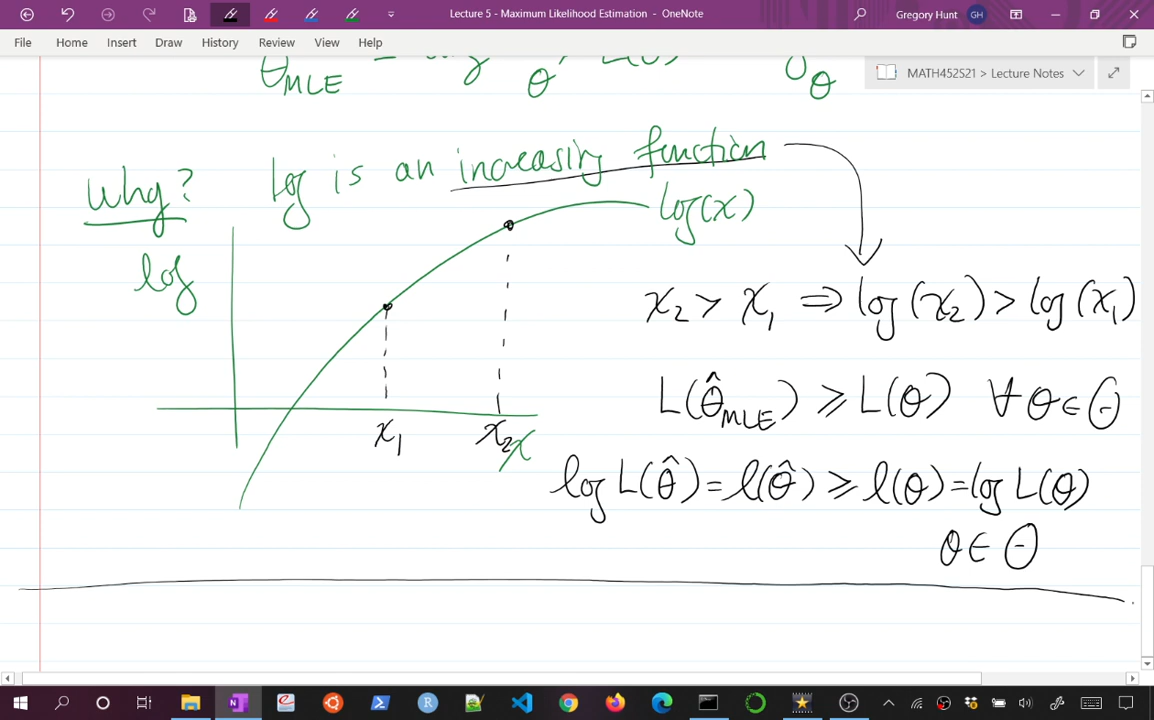 Lecture 5 - Maximum Likelihood Estimation - OneNote
Gregory Hunt GH
File Home Insert Draw History Review View Help
MATH452S21 > Lecture Notes
θ̂MLE = arg
θ
L(θ)
θ
Why? log is an increasing function
log(x)
log
x₂ > x₁ ⇒ log(x₂) > log(x₁)
L(θ̂MLE) ⩾ L(θ) ∀ θ ∈ Θ
x₁ x₂ x
log L(θ̂) = l(θ̂) ⩾ l(θ) = log L(θ)
θ ∈ Θ